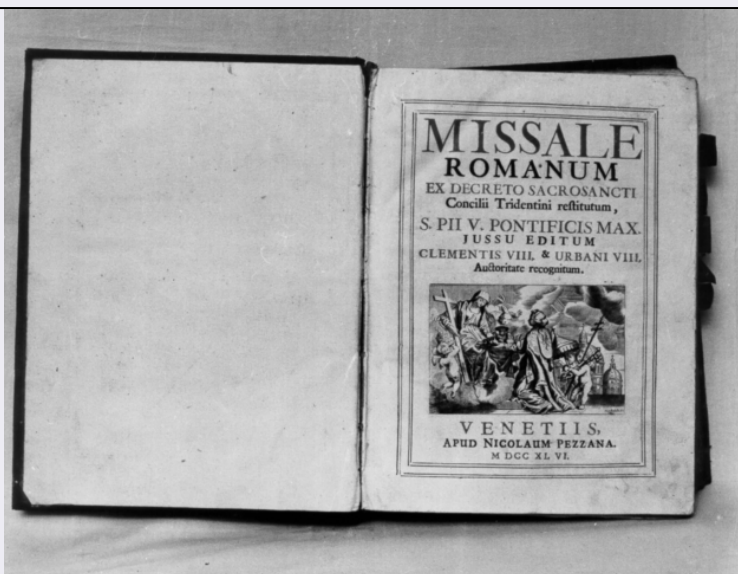 MISSALE
ROMANUM
EX DECRETO SACROSANCTI
Concilii Tridentini reſtitutum,
S. PII V. PONTIFICIS MAX.
JUSSU EDITUM
CLEMENTIS VIII. & URBANI VIII.
Auctoritate recognitum.
VENETIIS,
APUD NICOLAUM PEZZANA.
M DCC XL VI.